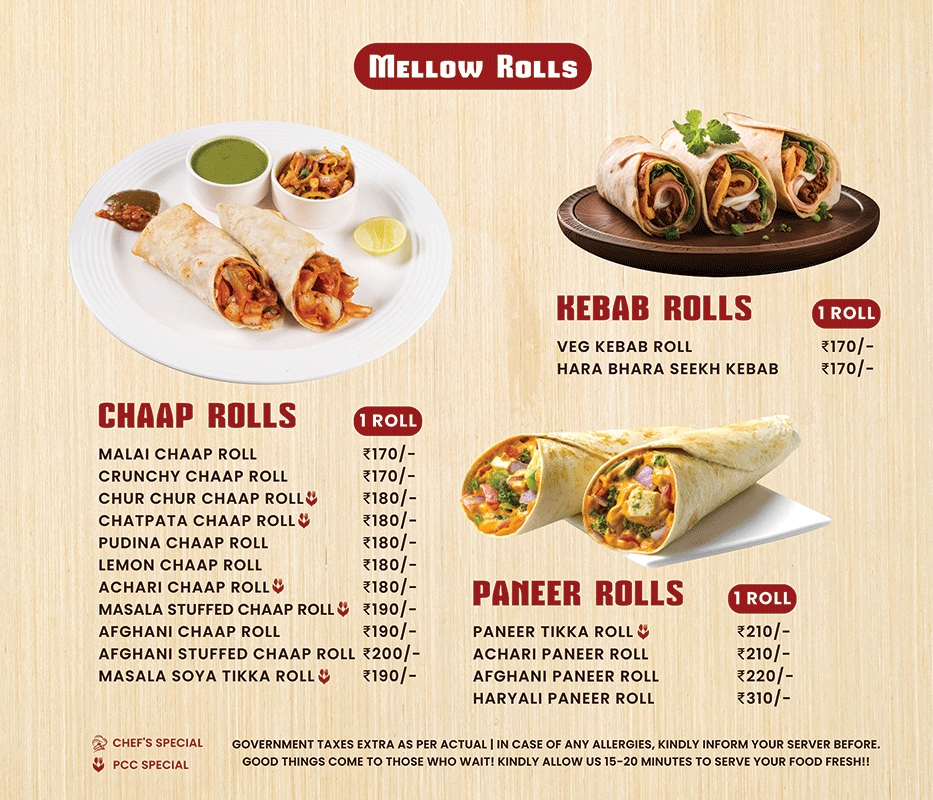 MELLOW ROLLS
KEBAB ROLLS 1 ROLL
VEG KEBAB ROLL ₹170/-
HARA BHARA SEEKH KEBAB ₹170/-
CHAAP ROLLS 1 ROLL
MALAI CHAAP ROLL ₹170/-
CRUNCHY CHAAP ROLL ₹170/-
CHUR CHUR CHAAP ROLL ₹180/-
CHATPATA CHAAP ROLL ₹180/-
PUDINA CHAAP ROLL ₹180/-
LEMON CHAAP ROLL ₹180/-
ACHARI CHAAP ROLL ₹180/-
MASALA STUFFED CHAAP ROLL ₹190/-
AFGHANI CHAAP ROLL ₹190/-
AFGHANI STUFFED CHAAP ROLL ₹200/-
MASALA SOYA TIKKA ROLL ₹190/-
PANEER ROLLS 1 ROLL
PANEER TIKKA ROLL ₹210/-
ACHARI PANEER ROLL ₹210/-
AFGHANI PANEER ROLL ₹220/-
HARYALI PANEER ROLL ₹310/-
CHEF'S SPECIAL
PCC SPECIAL
GOVERNMENT TAXES EXTRA AS PER ACTUAL | IN CASE OF ANY ALLERGIES, KINDLY INFORM YOUR SERVER BEFORE.
GOOD THINGS COME TO THOSE WHO WAIT! KINDLY ALLOW US 15-20 MINUTES TO SERVE YOUR FOOD FRESH!!